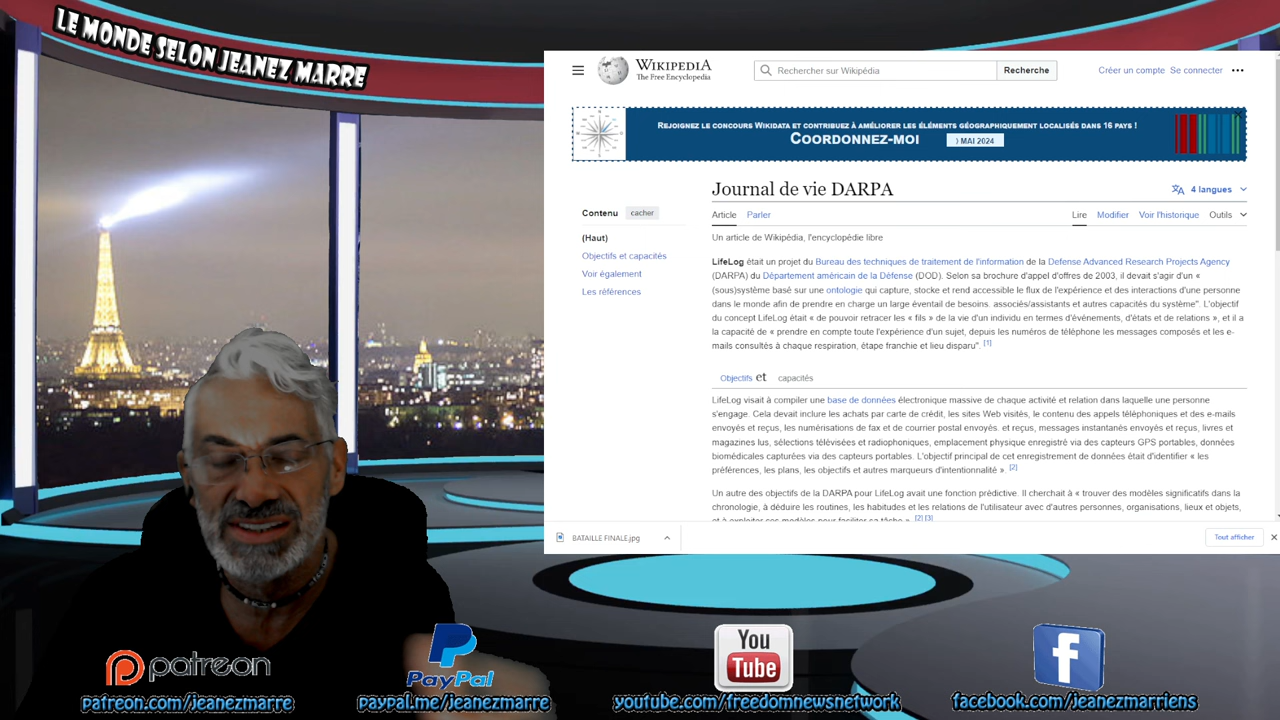 LE MONDE SELON JEANEZ MARRE
WIKIPEDIA
The Free Encyclopedia
Rechercher sur Wikipédia
Recherche
Créer un compte Se connecter
REJOIGNEZ LE CONCOURS WIKIDATA ET CONTRIBUEZ À AMÉLIORER LES ÉLÉMENTS GÉOGRAPHIQUEMENT LOCALISÉS DANS 16 PAYS !
COORDONNEZ-MOI
) MAI 2024
Journal de vie DARPA
4 langues
Contenu cacher
(Haut)
Objectifs et capacités
Voir également
Les références
Article Parler
Lire Modifier Voir l'historique Outils
Un article de Wikipédia, l'encyclopédie libre
LifeLog était un projet du Bureau des techniques de traitement de l'information de la Defense Advanced Research Projects Agency
(DARPA) du Département américain de la Défense (DOD). Selon sa brochure d'appel d'offres de 2003, il devait s'agir d'un «
(sous)système basé sur une ontologie qui capture, stocke et rend accessible le flux de l'expérience et des interactions d'une personne
dans le monde afin de prendre en charge un large éventail de besoins. associés/assistants et autres capacités du système". L'objectif
du concept LifeLog était « de pouvoir retracer les « fils » de la vie d'un individu en termes d'événements, d'états et de relations », et il a
la capacité de « prendre en compte toute l'expérience d'un sujet, depuis les numéros de téléphone les messages composés et les e-
mails consultés à chaque respiration, étape franchie et lieu disparu". [1]
Objectifs et capacités
LifeLog visait à compiler une base de données électronique massive de chaque activité et relation dans laquelle une personne
s'engage. Cela devait inclure les achats par carte de crédit, les sites Web visités, le contenu des appels téléphoniques et des e-mails
envoyés et reçus, les numérisations de fax et de courrier postal envoyés. et reçus, messages instantanés envoyés et reçus, livres et
magazines lus, sélections télévisées et radiophoniques, emplacement physique enregistré via des capteurs GPS portables, données
biomédicales capturées via des capteurs portables. L'objectif principal de cet enregistrement de données était d'identifier « les
préférences, les plans, les objectifs et autres marqueurs d'intentionnalité ». [2]
Un autre des objectifs de la DARPA pour LifeLog avait une fonction prédictive. Il cherchait à « trouver des modèles significatifs dans la
chronologie, à déduire les routines, les habitudes et les relations de l'utilisateur avec d'autres personnes, organisations, lieux et objets,
et à exploiter ces modèles pour faciliter sa tâche ». [2] [3]
BATAILLE FINALE.jpg
Tout afficher
patreon
PayPal
You
Tube
patreon.com/jeanezmarre
paypal.me/jeanezmarre
youtube.com/freedomnewsnetwork
facebook.com/jeanezmarriens